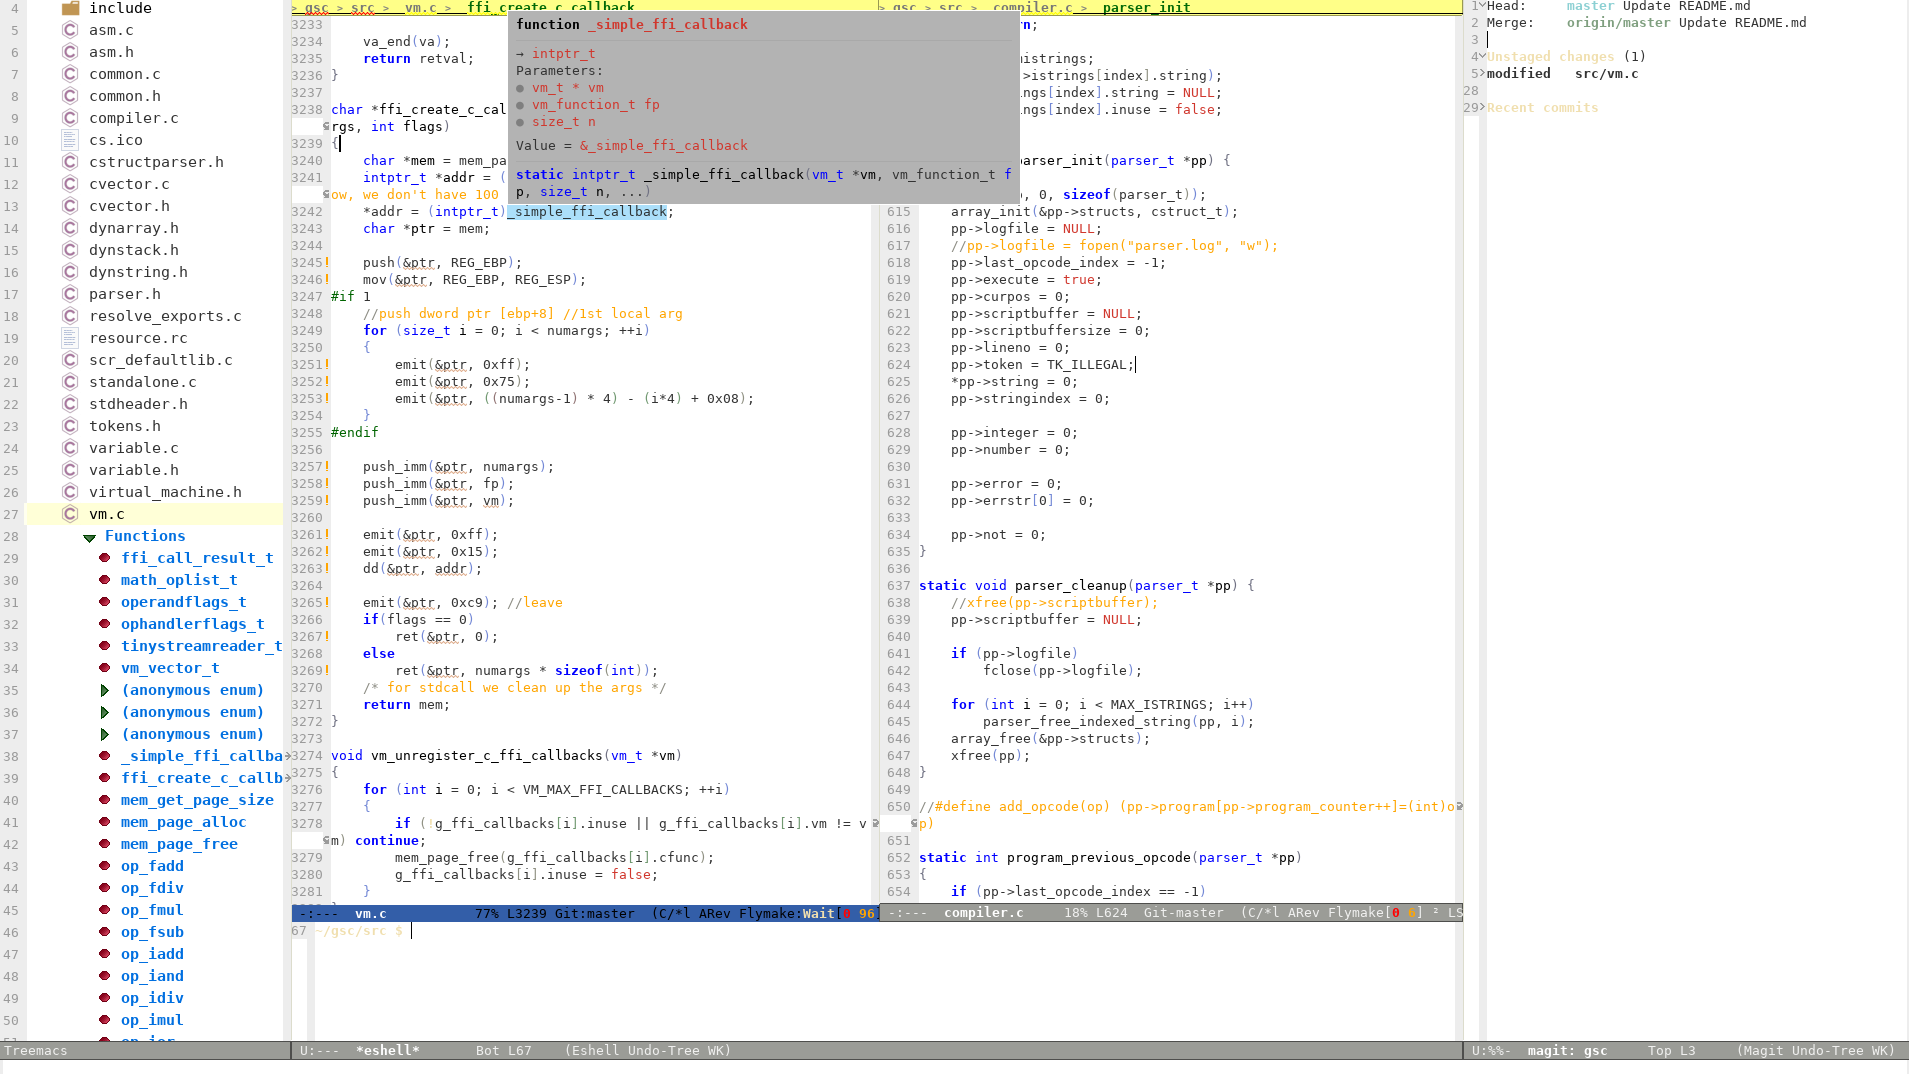 4 include
5 asm.c
6 asm.h
7 common.c
8 common.h
9 compiler.c
10 cs.ico
11 cstructparser.h
12 cvector.c
13 cvector.h
14 dynarray.h
15 dynstack.h
16 dynstring.h
17 parser.h
18 resolve_exports.c
19 resource.rc
20 scr_defaultlib.c
21 standalone.c
22 stdheader.h
23 tokens.h
24 variable.c
25 variable.h
26 virtual_machine.h
27 vm.c
28 Functions
29 ffi_call_result_t
30 math_oplist_t
31 operandflags_t
32 ophandlerflags_t
33 tinystreamreader_t
34 vm_vector_t
35 (anonymous enum)
36 (anonymous enum)
37 (anonymous enum)
38 _simple_ffi_callba
39 ffi_create_c_callb
40 mem_get_page_size
41 mem_page_alloc
42 mem_page_free
43 op_fadd
44 op_fdiv
45 op_fmul
46 op_fsub
47 op_iadd
48 op_iand
49 op_idiv
50 op_imul
Treemacs
> gsc > src > vm.c > ffi_create_c_callback
3233
3234 va_end(va);
3235 return retval;
3236 }
3237
3238 char *ffi_create_c_cal
rgs, int flags)
3239 {
3240 char *mem = mem_pa
3241 intptr_t *addr = (
ow, we don't have 100
3242 *addr = (intptr_t)_simple_ffi_callback;
3243 char *ptr = mem;
3244
3245! push(&ptr, REG_EBP);
3246! mov(&ptr, REG_EBP, REG_ESP);
3247 #if 1
3248 //push dword ptr [ebp+8] //1st local arg
3249 for (size_t i = 0; i < numargs; ++i)
3250 {
3251! emit(&ptr, 0xff);
3252! emit(&ptr, 0x75);
3253! emit(&ptr, ((numargs-1) * 4) - (i*4) + 0x08);
3254 }
3255 #endif
3256
3257! push_imm(&ptr, numargs);
3258! push_imm(&ptr, fp);
3259! push_imm(&ptr, vm);
3260
3261! emit(&ptr, 0xff);
3262! emit(&ptr, 0x15);
3263! dd(&ptr, addr);
3264
3265! emit(&ptr, 0xc9); //leave
3266 if(flags == 0)
3267! ret(&ptr, 0);
3268 else
3269! ret(&ptr, numargs * sizeof(int));
3270 /* for stdcall we clean up the args */
3271 return mem;
3272 }
3273
3274 void vm_unregister_c_ffi_callbacks(vm_t *vm)
3275 {
3276 for (int i = 0; i < VM_MAX_FFI_CALLBACKS; ++i)
3277 {
3278 if (!g_ffi_callbacks[i].inuse || g_ffi_callbacks[i].vm != v
m) continue;
3279 mem_page_free(g_ffi_callbacks[i].cfunc);
3280 g_ffi_callbacks[i].inuse = false;
3281 }
-:--- vm.c 77% L3239 Git:master (C/*l ARev Flymake:Wait[0 96]
function _simple_ffi_callback
→ intptr_t
Parameters:
● vm_t * vm
● vm_function_t fp
● size_t n
Value = &_simple_ffi_callback
static intptr_t _simple_ffi_callback(vm_t *vm, vm_function_t f
p, size_t n, ...)
> gsc > src > compiler.c > parser_init
rn;
istrings;
>istrings[index].string);
ngs[index].string = NULL;
ngs[index].inuse = false;
parser_init(parser_t *pp) {
, 0, sizeof(parser_t));
615 array_init(&pp->structs, cstruct_t);
616 pp->logfile = NULL;
617 //pp->logfile = fopen("parser.log", "w");
618 pp->last_opcode_index = -1;
619 pp->execute = true;
620 pp->curpos = 0;
621 pp->scriptbuffer = NULL;
622 pp->scriptbuffersize = 0;
623 pp->lineno = 0;
624 pp->token = TK_ILLEGAL;
625 *pp->string = 0;
626 pp->stringindex = 0;
627
628 pp->integer = 0;
629 pp->number = 0;
630
631 pp->error = 0;
632 pp->errstr[0] = 0;
633
634 pp->not = 0;
635 }
636
637 static void parser_cleanup(parser_t *pp) {
638 //xfree(pp->scriptbuffer);
639 pp->scriptbuffer = NULL;
640
641 if (pp->logfile)
642 fclose(pp->logfile);
643
644 for (int i = 0; i < MAX_ISTRINGS; i++)
645 parser_free_indexed_string(pp, i);
646 array_free(&pp->structs);
647 xfree(pp);
648 }
649
650 //#define add_opcode(op) (pp->program[pp->program_counter++]=(int)o
p)
651
652 static int program_previous_opcode(parser_t *pp)
653 {
654 if (pp->last_opcode_index == -1)
-:--- compiler.c 18% L624 Git-master (C/*l ARev Flymake[0 6] ² LS
67 ~/gsc/src $
U:--- *eshell* Bot L67 (Eshell Undo-Tree WK)
1 Head: master Update README.md
2 Merge: origin/master Update README.md
3
4 Unstaged changes (1)
5 modified src/vm.c
28
29 Recent commits
U:%%- magit: gsc Top L3 (Magit Undo-Tree WK)